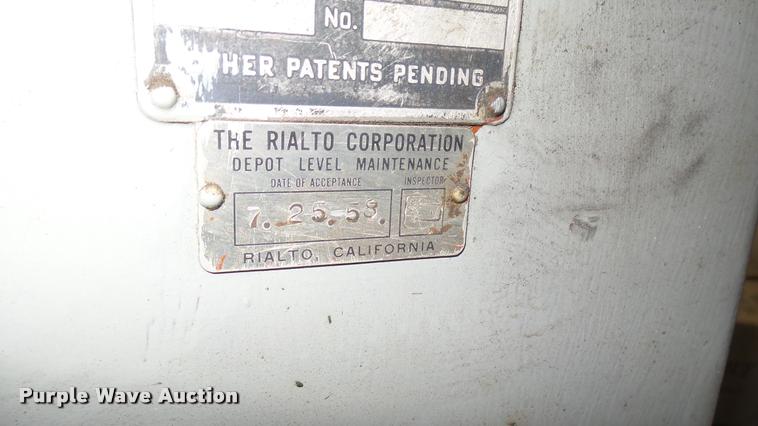 No.
OTHER PATENTS PENDING
THE RIALTO CORPORATION
DEPOT LEVEL MAINTENANCE
DATE OF ACCEPTANCE INSPECTOR
7. 25. 58.
RIALTO, CALIFORNIA
Purple Wave Auction